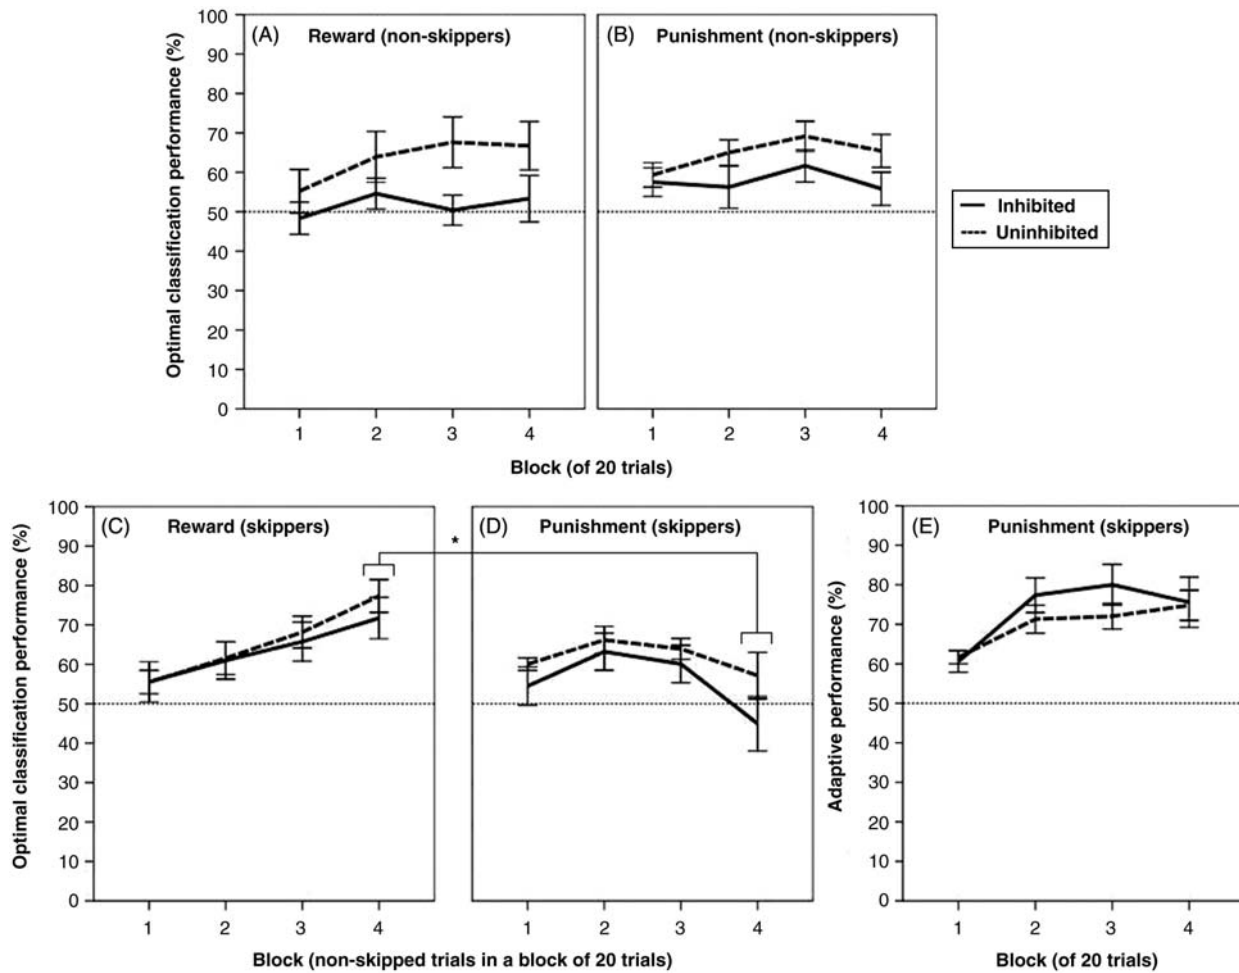 (A) Reward (non-skippers)
(B) Punishment (non-skippers)
Optimal classification performance (%)
100
90
80
70
60
50
40
30
20
10
0
1 2 3 4
1 2 3 4
Block (of 20 trials)
Inhibited
Uninhibited
(C) Reward (skippers)
(D) Punishment (skippers)
*
Optimal classification performance (%)
100
90
80
70
60
50
40
30
20
10
0
1 2 3 4
1 2 3 4
Block (non-skipped trials in a block of 20 trials)
(E) Punishment (skippers)
Adaptive performance (%)
100
90
80
70
60
50
40
30
20
10
0
1 2 3 4
Block (of 20 trials)